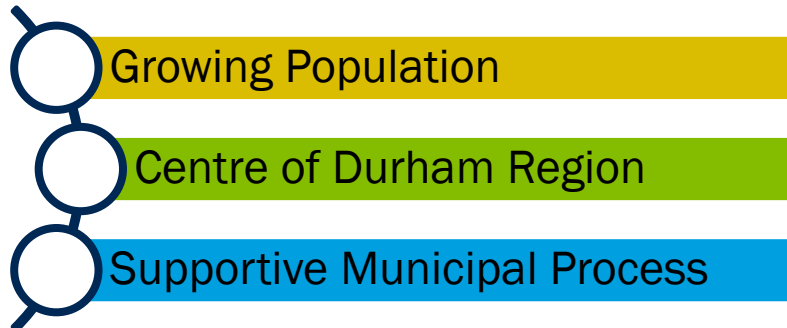 Growing Population
Centre of Durham Region
Supportive Municipal Process